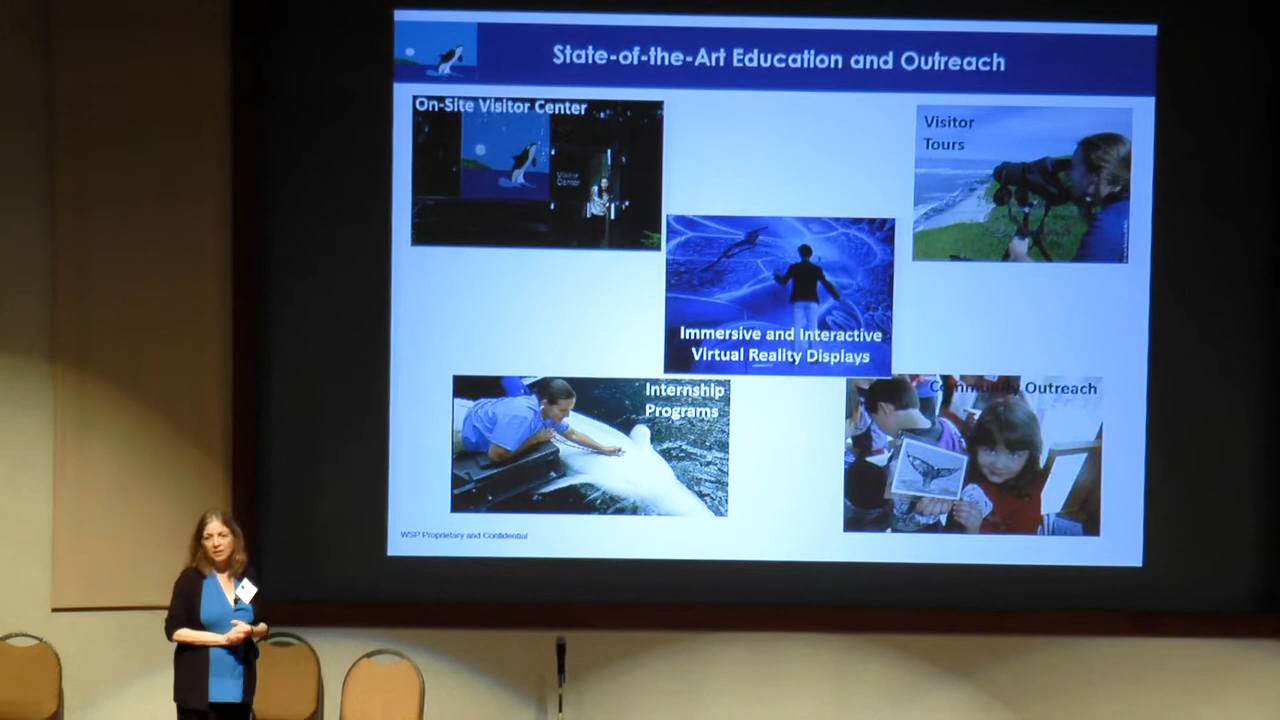 State-of-the-Art Education and Outreach
On-Site Visitor Center
Visitor
Center
Visitor
Tours
Immersive and Interactive
Virtual Reality Displays
Internship
Programs
Community Outreach
WSP Proprietary and Confidential